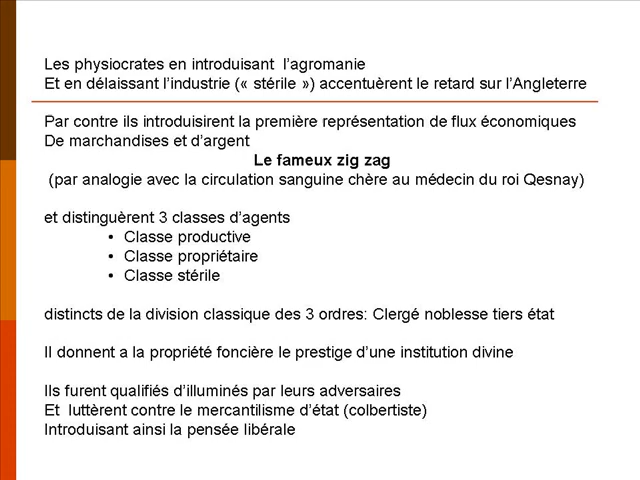 Les physiocrates en introduisant  l’agromanie
Et en délaissant l’industrie (« stérile ») accentuèrent le retard sur l’Angleterre
Par contre ils introduisirent la première représentation de flux économiques
De marchandises et d’argent
Le fameux zig zag
(par analogie avec la circulation sanguine chère au médecin du roi Qesnay)
et distinguèrent 3 classes d’agents
• Classe productive
• Classe propriétaire
• Classe stérile
distincts de la division classique des 3 ordres: Clergé noblesse tiers état
Il donnent a la propriété foncière le prestige d’une institution divine
Ils furent qualifiés d’illuminés par leurs adversaires
Et  luttèrent contre le mercantilisme d’état (colbertiste)
Introduisant ainsi la pensée libérale